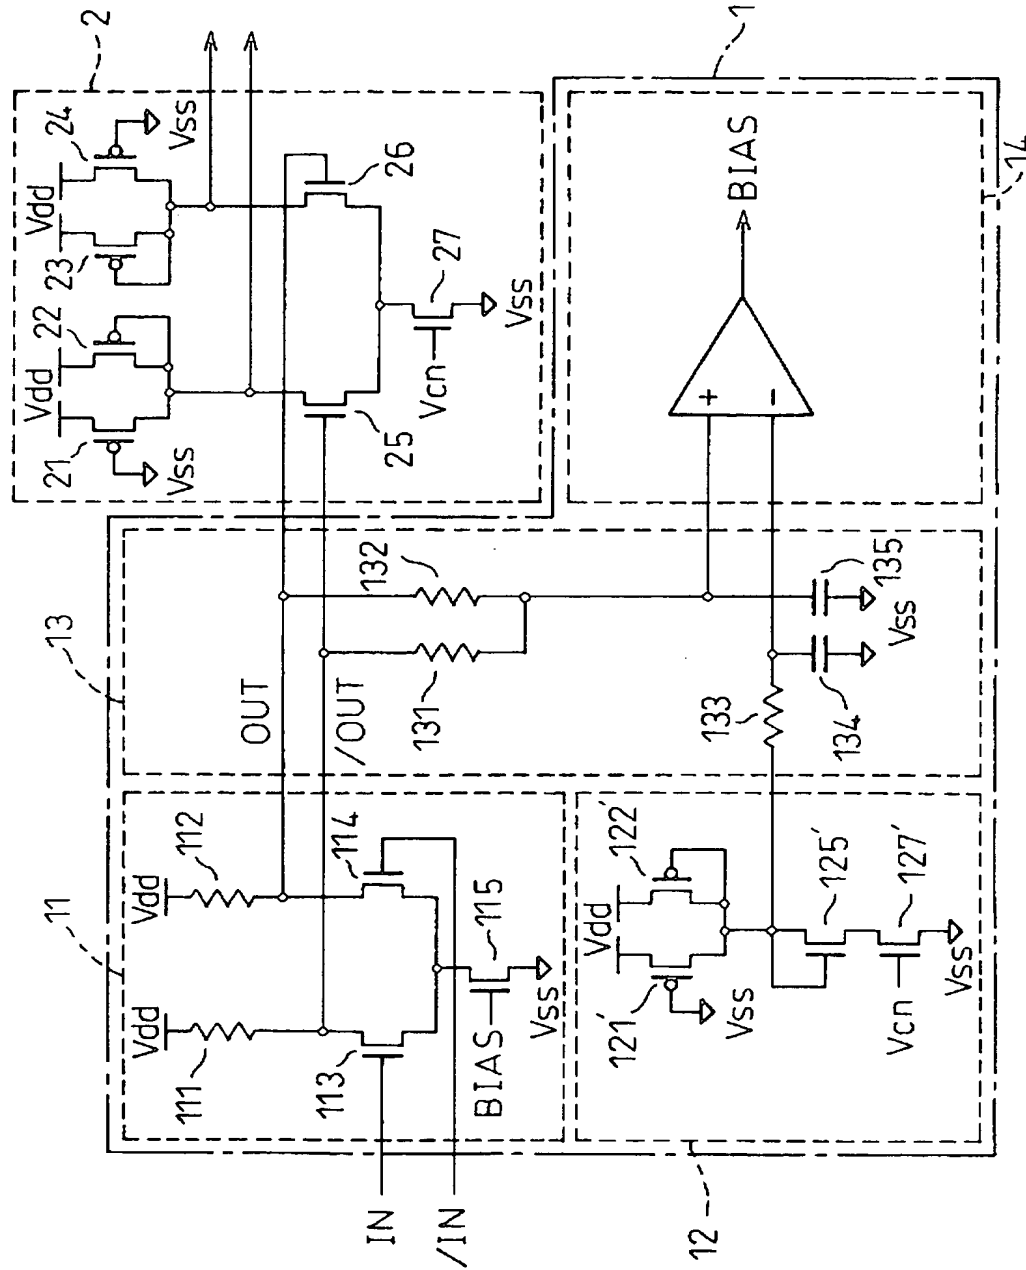 2
24
Vdd
Vss
23
22
Vdd
21
Vss
26
25
27
Vcn
Vss
1
BIAS
14
+
−
13
OUT
/OUT
132
131
133
135
134
Vss
11
Vdd
112
Vdd
111
114
113
115
BIAS
Vss
IN
/IN
12
122′
Vdd
121′
Vss
125′
127′
Vcn
Vss